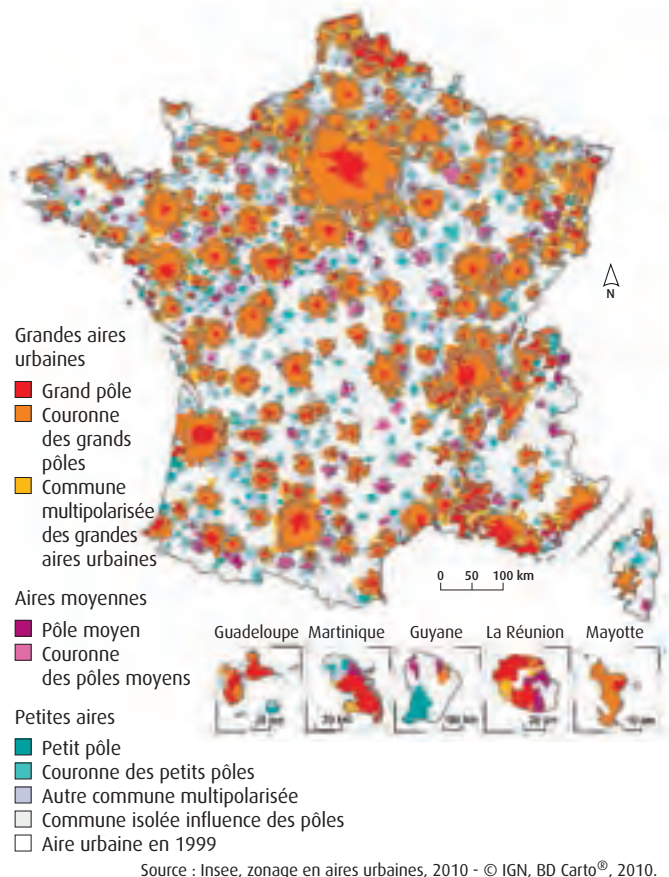 N
Grandes aires
urbaines
Grand pôle
Couronne
des grands
pôles
Commune
multipolarisée
des grandes
aires urbaines
0 50 100 km
Aires moyennes
Pôle moyen
Couronne
des pôles moyens
Guadeloupe Martinique Guyane La Réunion Mayotte
Petites aires
Petit pôle
Couronne des petits pôles
Autre commune multipolarisée
Commune isolée influence des pôles
Aire urbaine en 1999
Source : Insee, zonage en aires urbaines, 2010 - © IGN, BD Carto®, 2010.